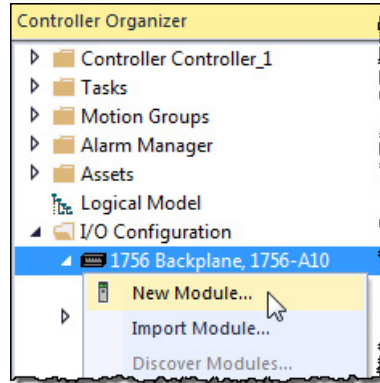 Controller Organizer
Controller Controller_1
Tasks
Motion Groups
Alarm Manager
Assets
Logical Model
I/O Configuration
1756 Backplane, 1756-A10
New Module...
Import Module...
Discover Modules...